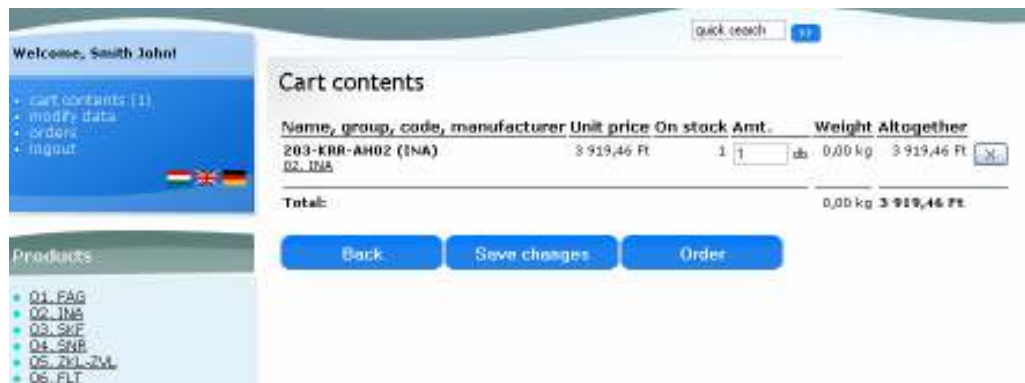 quick search
>>
Welcome, Smith John!
cart contents (1)
modify data
orders
logout
Cart contents
Name, group, code, manufacturer Unit price On stock Amt. Weight Altogether
203-KRR-AH02 (INA) 3 919,46 Ft 1 1 db 0,00 kg 3 919,46 Ft X
02. INA
Total: 0,00 kg 3 919,46 Ft
Back Save changes Order
Products
01. FAG
02. INA
03. SKF
04. SNR
05. ZKL-ZVL
06. FLT